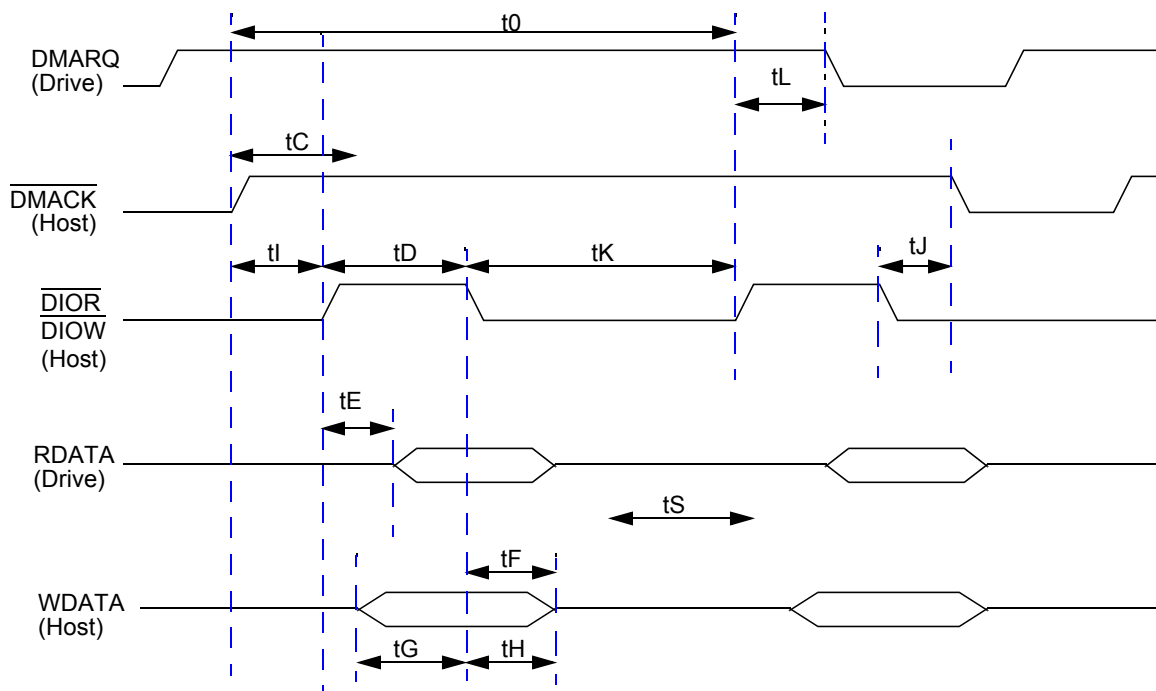 t0
DMARQ
(Drive)
tL
tC
DMACK
(Host)
tI
tD
tK
tJ
DIOR
DIOW
(Host)
tE
RDATA
(Drive)
tS
tF
WDATA
(Host)
tG
tH